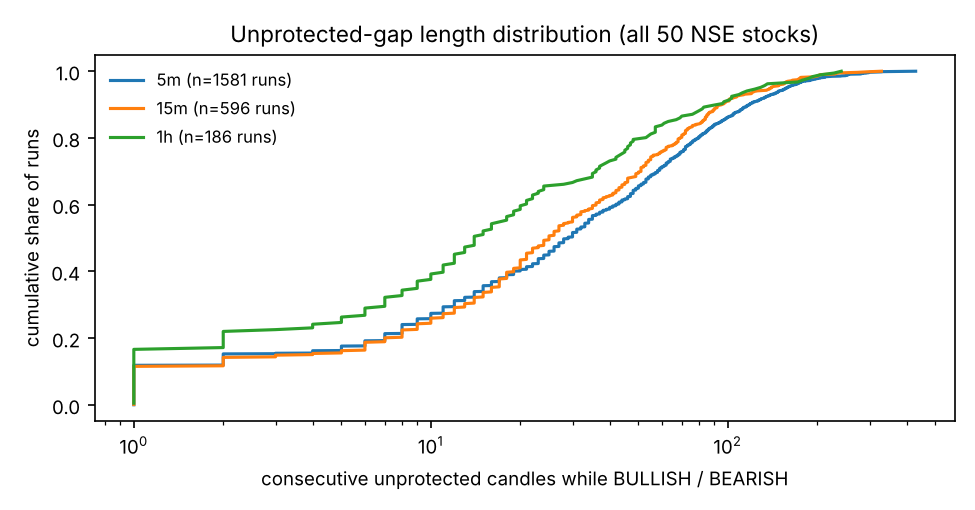 Unprotected-gap length distribution (all 50 NSE stocks)
5m (n=1581 runs)
15m (n=596 runs)
1h (n=186 runs)
cumulative share of runs
1.0
0.8
0.6
0.4
0.2
0.0
10⁰
10¹
10²
consecutive unprotected candles while BULLISH / BEARISH